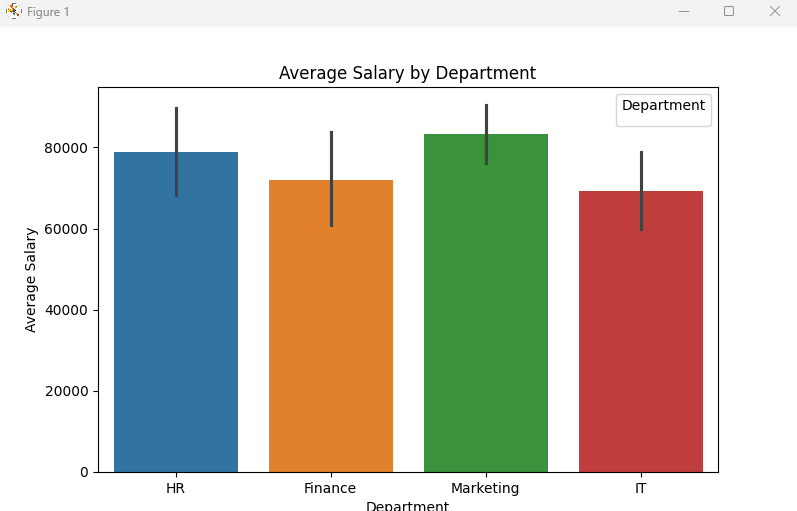 Figure 1
Average Salary by Department
Department
80000
60000
40000
20000
0
Average Salary
HR Finance Marketing IT
Department